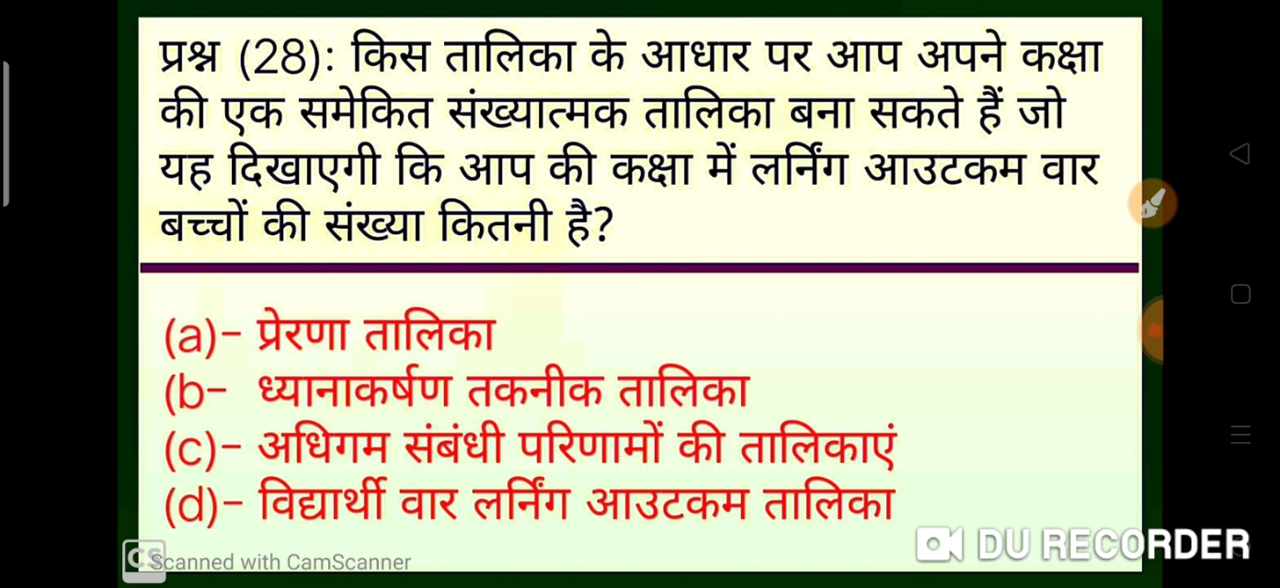 प्रश्न (28): किस तालिका के आधार पर आप अपने कक्षा
की एक समेकित संख्यात्मक तालिका बना सकते हैं जो
यह दिखाएगी कि आप की कक्षा में लर्निंग आउटकम वार
बच्चों की संख्या कितनी है?
(a)- प्रेरणा तालिका
(b- ध्यानाकर्षण तकनीक तालिका
(c)- अधिगम संबंधी परिणामों की तालिकाएं
(d)- विद्यार्थी वार लर्निंग आउटकम तालिका
DU RECORDER
CS Scanned with CamScanner